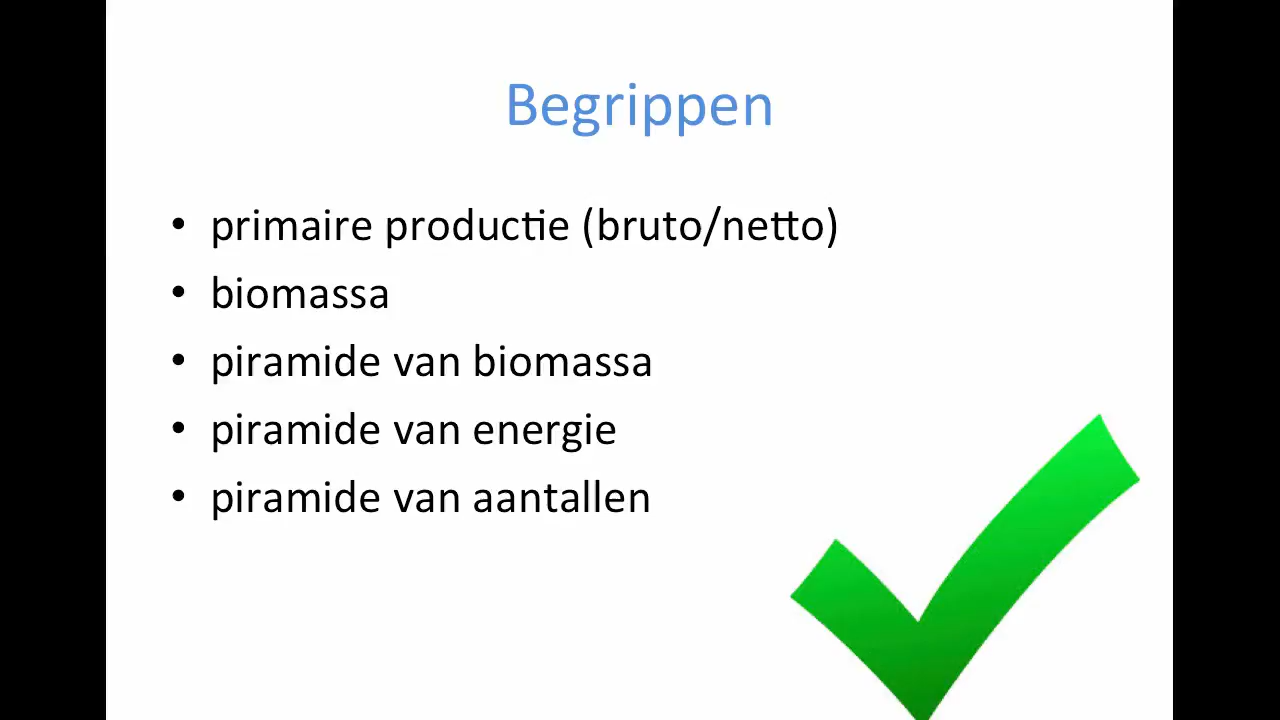 Begrippen
• primaire productie (bruto/netto)
• biomassa
• piramide van biomassa
• piramide van energie
• piramide van aantallen